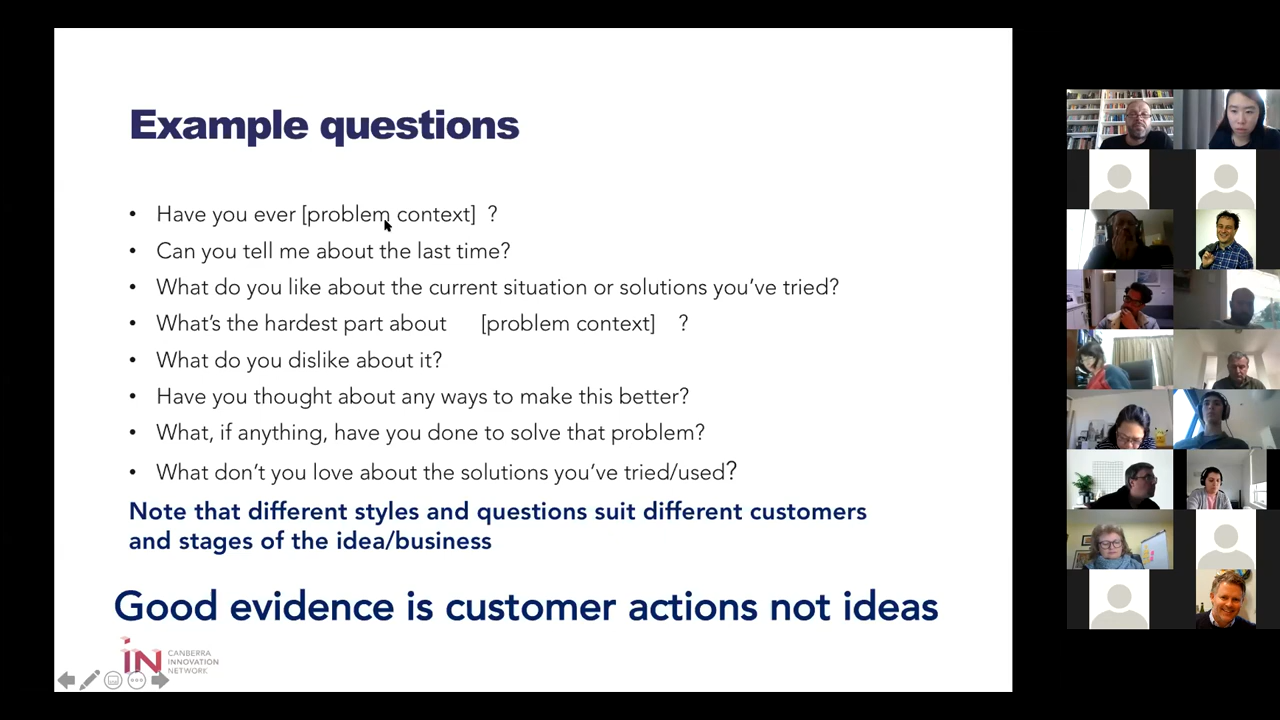 Example questions
• Have you ever [problem context] ?
• Can you tell me about the last time?
• What do you like about the current situation or solutions you’ve tried?
• What’s the hardest part about [problem context] ?
• What do you dislike about it?
• Have you thought about any ways to make this better?
• What, if anything, have you done to solve that problem?
• What don’t you love about the solutions you’ve tried/used?
Note that different styles and questions suit different customers
and stages of the idea/business
Good evidence is customer actions not ideas
iN
CANBERRA
INNOVATION
NETWORK